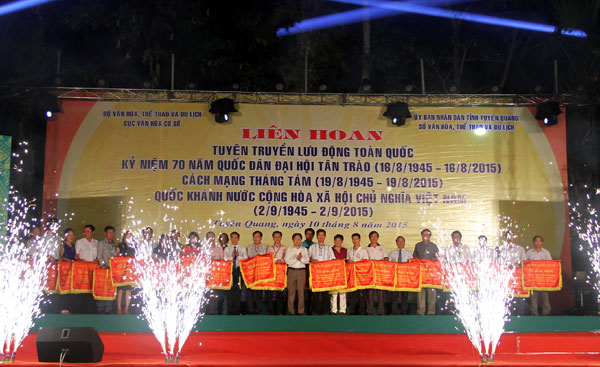 BỘ VĂN HÓA, THỂ THAO VÀ DU LỊCH
CỤC VĂN HÓA CƠ SỞ
ỦY BAN NHÂN DÂN TỈNH TUYÊN QUANG
SỞ VĂN HÓA, THỂ THAO VÀ DU LỊCH
LIÊN HOAN
TUYÊN TRUYỀN LƯU ĐỘNG TOÀN QUỐC
KỶ NIỆM 70 NĂM QUỐC DÂN ĐẠI HỘI TÂN TRÀO (16/8/1945 - 16/8/2015)
CÁCH MẠNG THÁNG TÁM (19/8/1945 - 19/8/2015)
QUỐC KHÁNH NƯỚC CỘNG HÒA XÃ HỘI CHỦ NGHĨA VIỆT NAM
(2/9/1945 - 2/9/2015)
Tuyên Quang, ngày 10 tháng 8 năm 2015